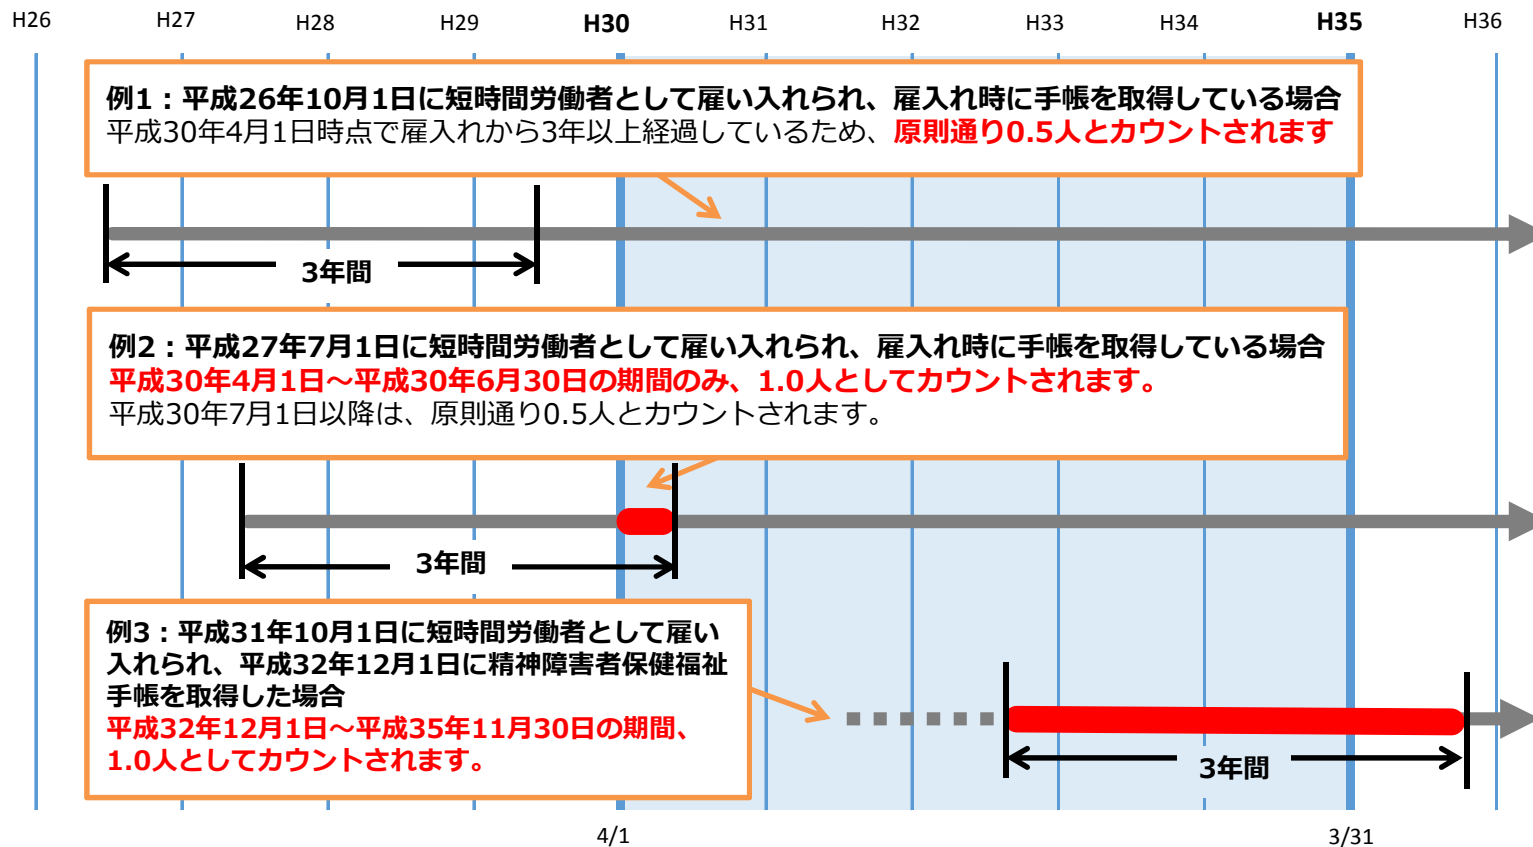 H26 H27 H28 H29 H30 H31 H32 H33 H34 H35 H36
例1：平成26年10月1日に短時間労働者として雇い入れられ、雇入れ時に手帳を取得している場合
平成30年4月1日時点で雇入れから3年以上経過しているため、原則通り0.5人とカウントされます
3年間
例2：平成27年7月1日に短時間労働者として雇い入れられ、雇入れ時に手帳を取得している場合
平成30年4月1日～平成30年6月30日の期間のみ、1.0人としてカウントされます。
平成30年7月1日以降は、原則通り0.5人とカウントされます。
3年間
例3：平成31年10月1日に短時間労働者として雇い
入れられ、平成32年12月1日に精神障害者保健福祉
手帳を取得した場合
平成32年12月1日～平成35年11月30日の期間、
1.0人としてカウントされます。
3年間
4/1 3/31